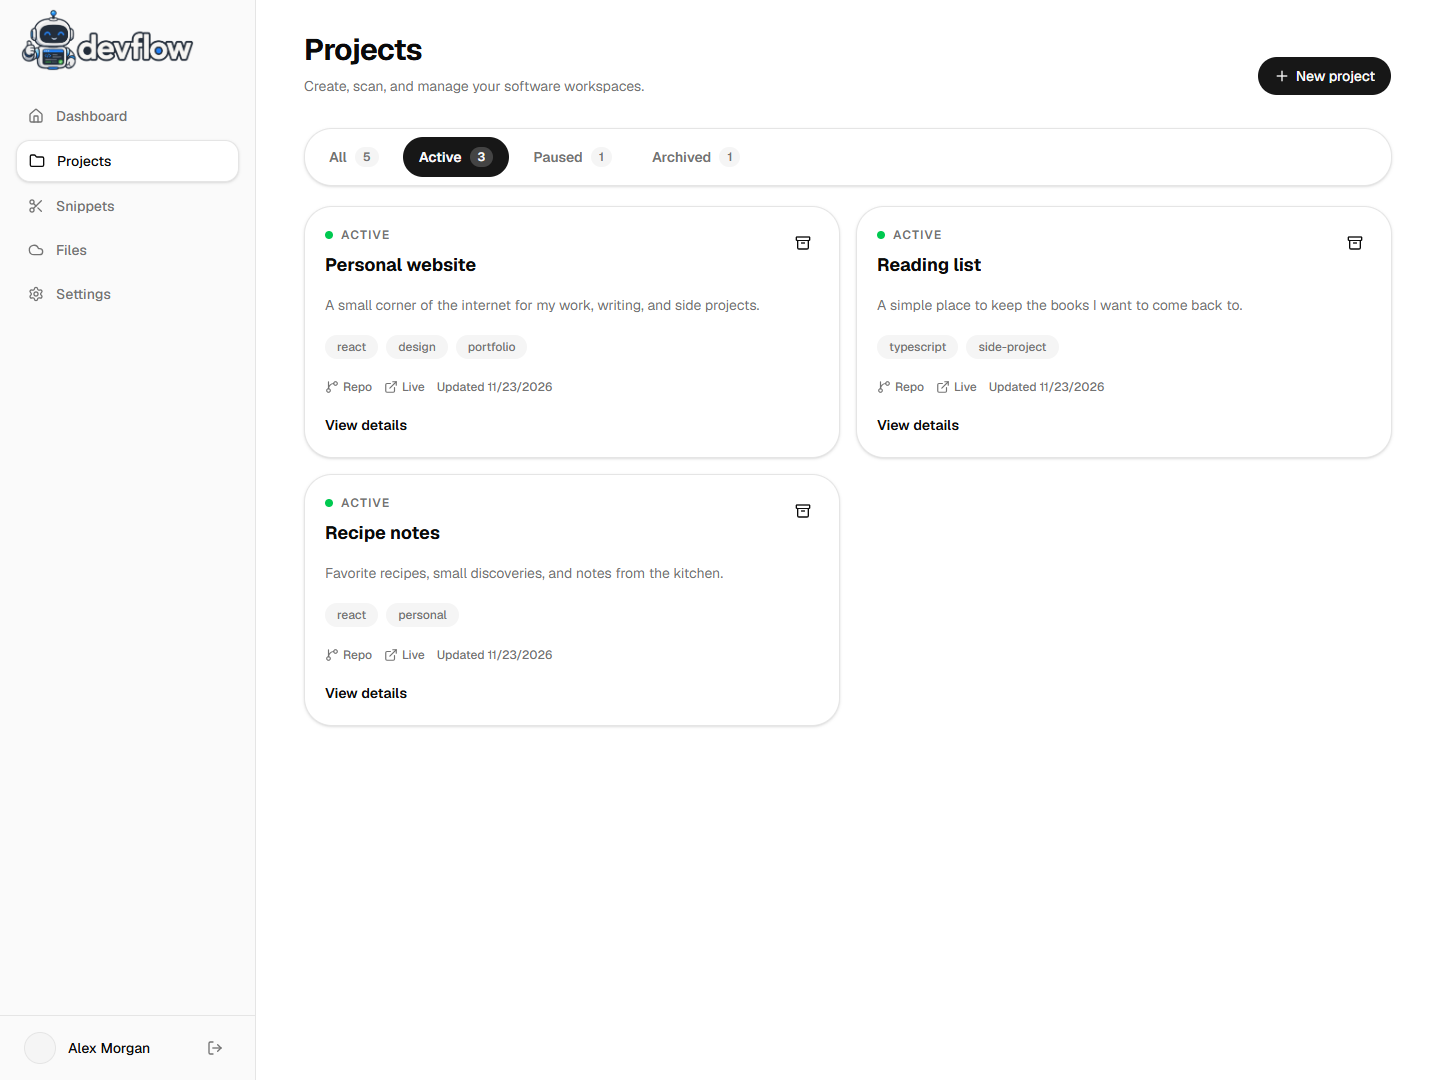 devflow
Dashboard
Projects
Snippets
Files
Settings
Alex Morgan
Projects
Create, scan, and manage your software workspaces.
New project
All 5 Active 3 Paused 1 Archived 1
ACTIVE
Personal website
A small corner of the internet for my work, writing, and side projects.
react design portfolio
Repo Live Updated 11/23/2026
View details
ACTIVE
Reading list
A simple place to keep the books I want to come back to.
typescript side-project
Repo Live Updated 11/23/2026
View details
ACTIVE
Recipe notes
Favorite recipes, small discoveries, and notes from the kitchen.
react personal
Repo Live Updated 11/23/2026
View details